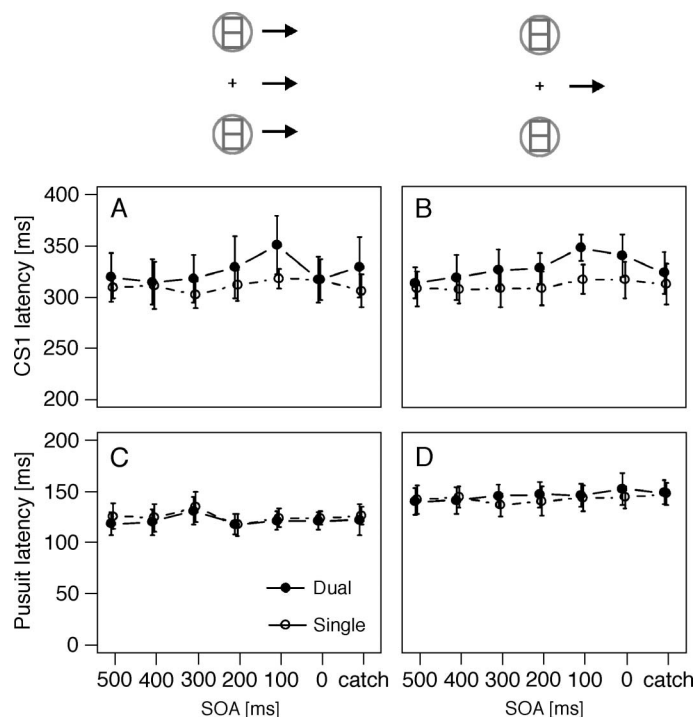 A
B
400
350
300
250
200
CS1 latency [ms]
C
D
200
150
100
50
0
Pusuit latency [ms]
Dual
Single
500 400 300 200 100 0 catch
500 400 300 200 100 0 catch
SOA [ms]
SOA [ms]